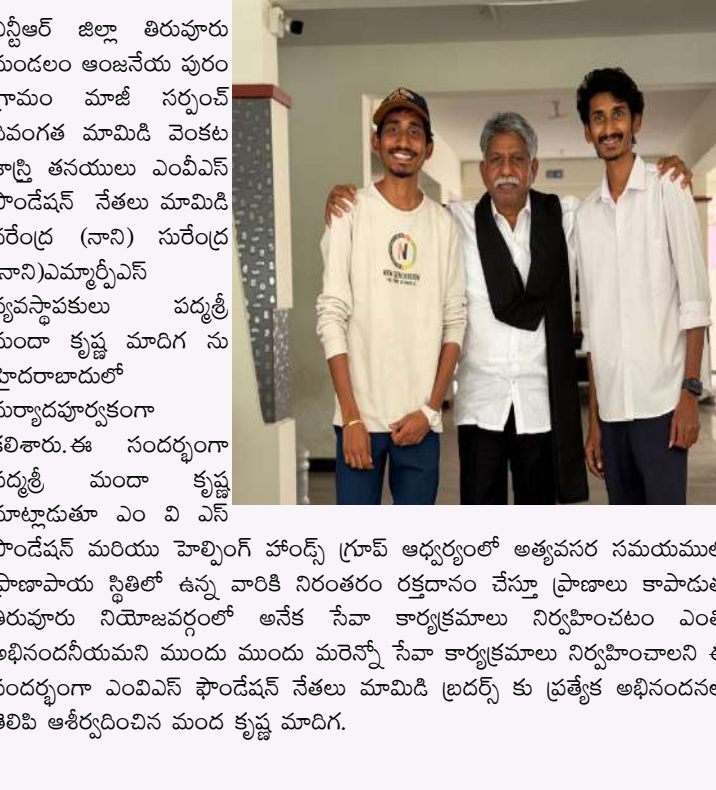 ఎన్టీఆర్ జిల్లా తిరువూరు
మండలం ఆంజనేయ పురం
గ్రామం మాజీ సర్పంచ్
దివంగత మామిడి వెంకట
శాస్త్రి తనయులు ఎంవీఎస్
ఫౌండేషన్ నేతలు మామిడి
నరేంద్ర (నాని) సురేంద్ర
(నాని)ఎమ్మార్పీఎస్
వ్యవస్థాపకులు పద్మశ్రీ
మందా కృష్ణ మాదిగ ను
హైదరాబాదులో
మర్యాదపూర్వకంగా
కలిశారు.ఈ సందర్భంగా
పద్మశ్రీ మందా కృష్ణ
మాట్లాడుతూ ఎం వి ఎస్
ఫౌండేషన్ మరియు హెల్పింగ్ హాండ్స్ గ్రూప్ ఆధ్వర్యంలో అత్యవసర సమయములో
ప్రాణాపాయ స్థితిలో ఉన్న వారికి నిరంతరం రక్తదానం చేస్తూ ప్రాణాలు కాపాడుతూ
తిరువూరు నియోజవర్గంలో అనేక సేవా కార్యక్రమాలు నిర్వహించటం ఎంతో
అభినందనీయమని ముందు ముందు మరెన్నో సేవా కార్యక్రమాలు నిర్వహించాలని ఈ
సందర్భంగా ఎంవిఎస్ ఫౌండేషన్ నేతలు మామిడి బ్రదర్స్ కు ప్రత్యేక అభినందనలు
తెలిపి ఆశీర్వదించిన మంద కృష్ణ మాదిగ.
N
NEW GENERATION